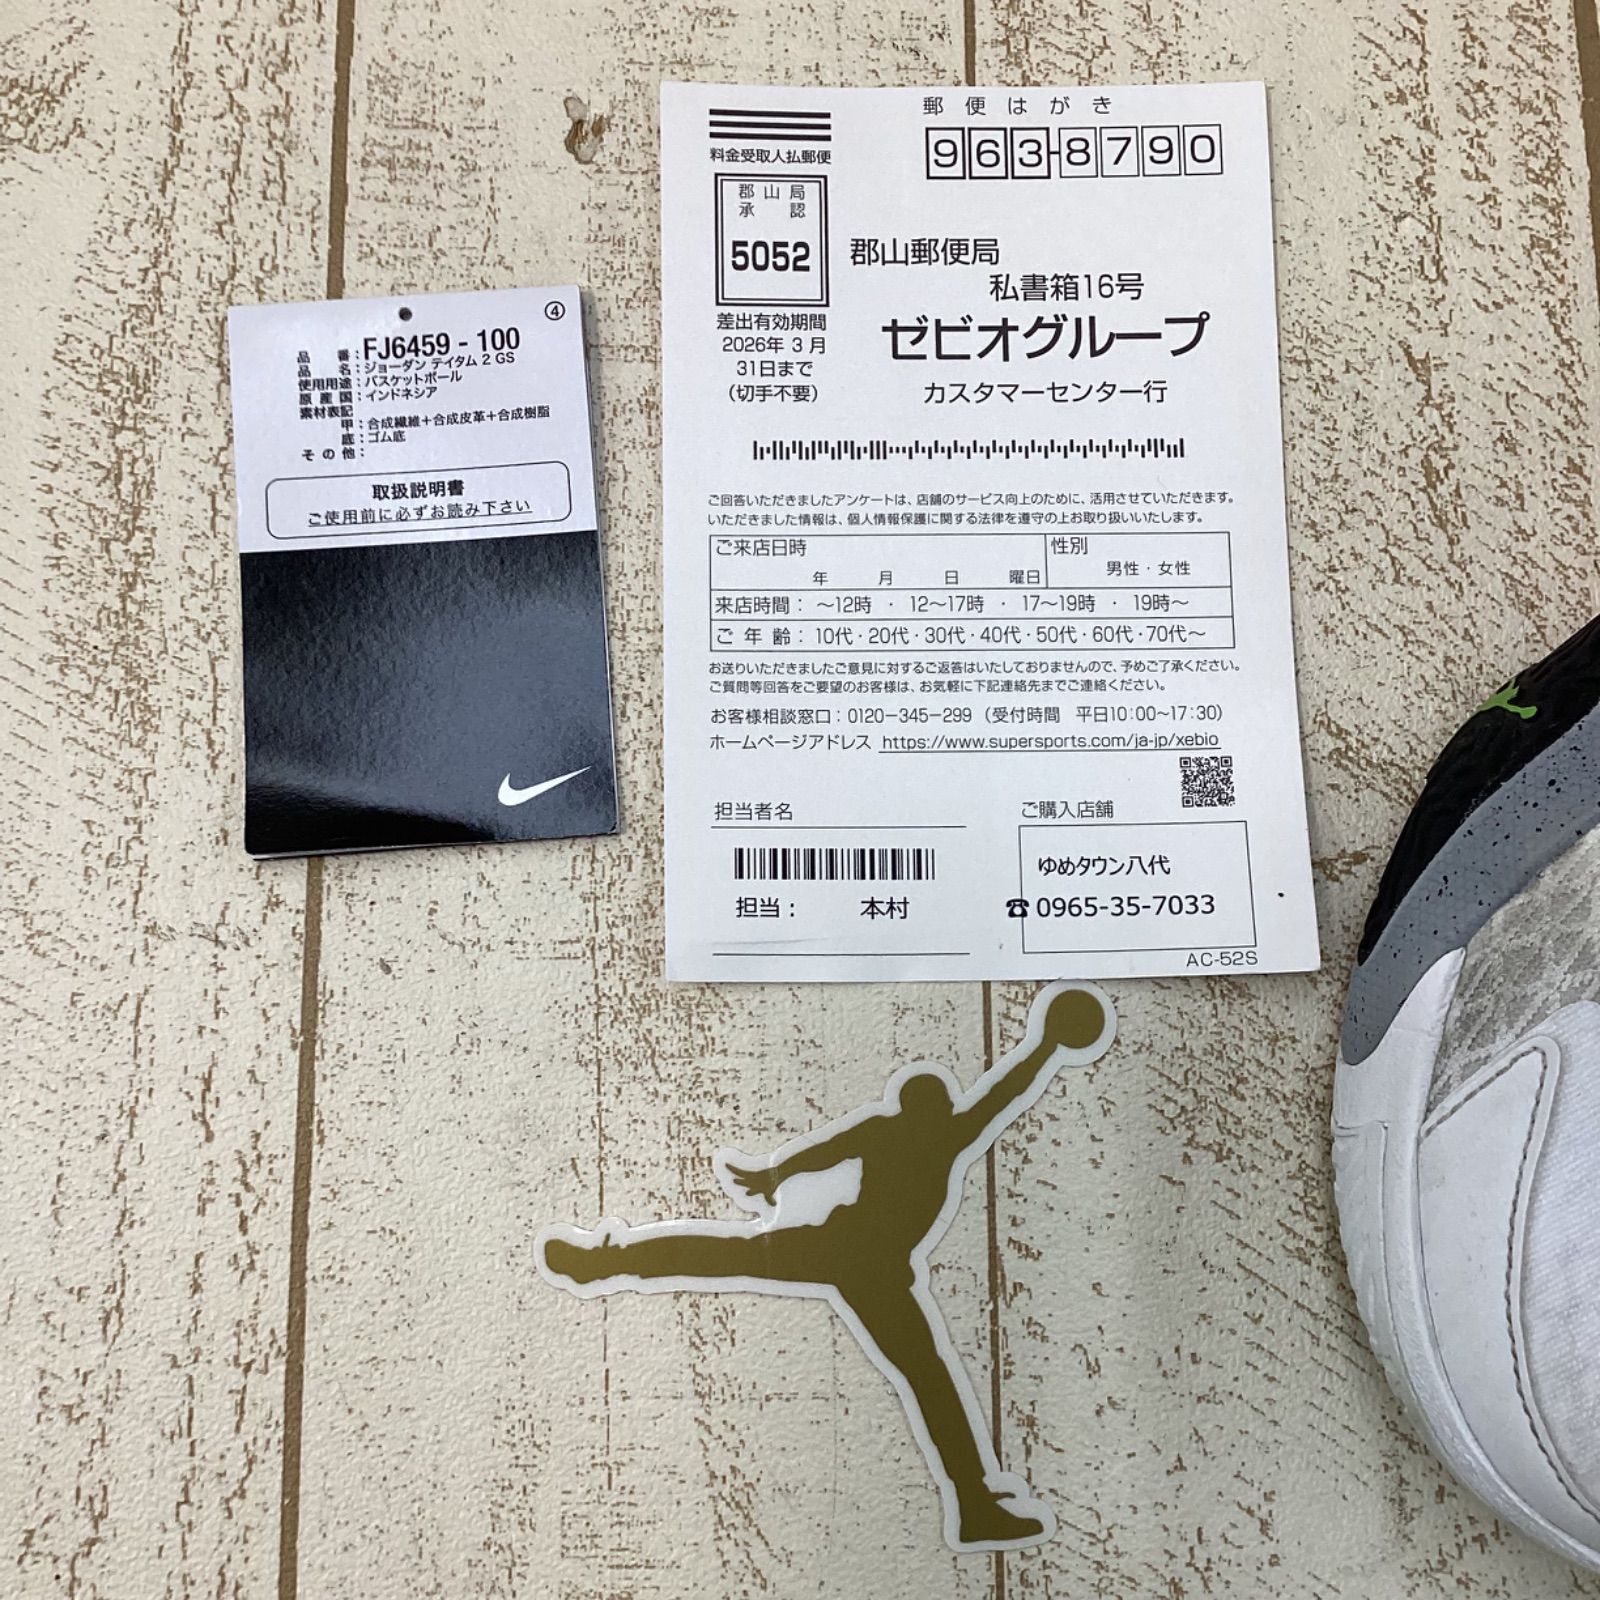 ④
品番：FJ6459 - 100
品名：ジョーダン テイタム 2 GS
使用用途：バスケットボール
原産国：インドネシア
素材表記
甲：合成繊維＋合成皮革＋合成樹脂
底：ゴム底
その他：
取扱説明書
ご使用前に必ずお読み下さい
郵便はがき
963-8790
料金受取人払郵便
郡山局
承認
5052
差出有効期間
2026年 3 月
31日まで
（切手不要）
郡山郵便局
私書箱16号
ゼビオグループ
カスタマーセンター行
ご回答いただきましたアンケートは、店舗のサービス向上のために、活用させていただきます。
いただきました情報は、個人情報保護に関する法律を遵守の上お取り扱いいたします。
ご来店日時 性別
年 月 日 曜日 男性・女性
来店時間： ～12時 ・ 12～17時 ・ 17～19時 ・ 19時～
ご年齢：10代・20代・30代・40代・50代・60代・70代～
お送りいただきましたご意見に対するご返答はいたしておりませんので、予めご了承ください。
ご質問等回答をご要望のお客様は、お気軽に下記連絡先までご連絡ください。
お客様相談窓口：0120－345－299（受付時間 平日10：00～17：30）
ホームページアドレス https://www.supersports.com/ja-jp/xebio
担当者名
担当： 本村
ご購入店舗
ゆめタウン八代
☎0965-35-7033
AC-52S